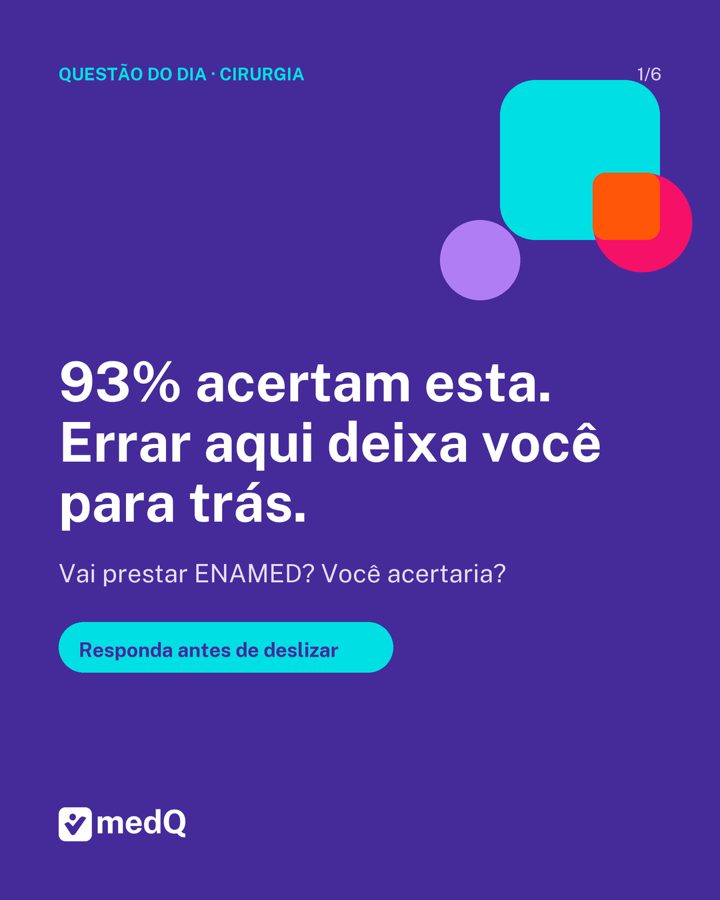 QUESTÃO DO DIA · CIRURGIA
1/6
93% acertam esta.
Errar aqui deixa você
para trás.
Vai prestar ENAMED? Você acertaria?
Responda antes de deslizar
medQ